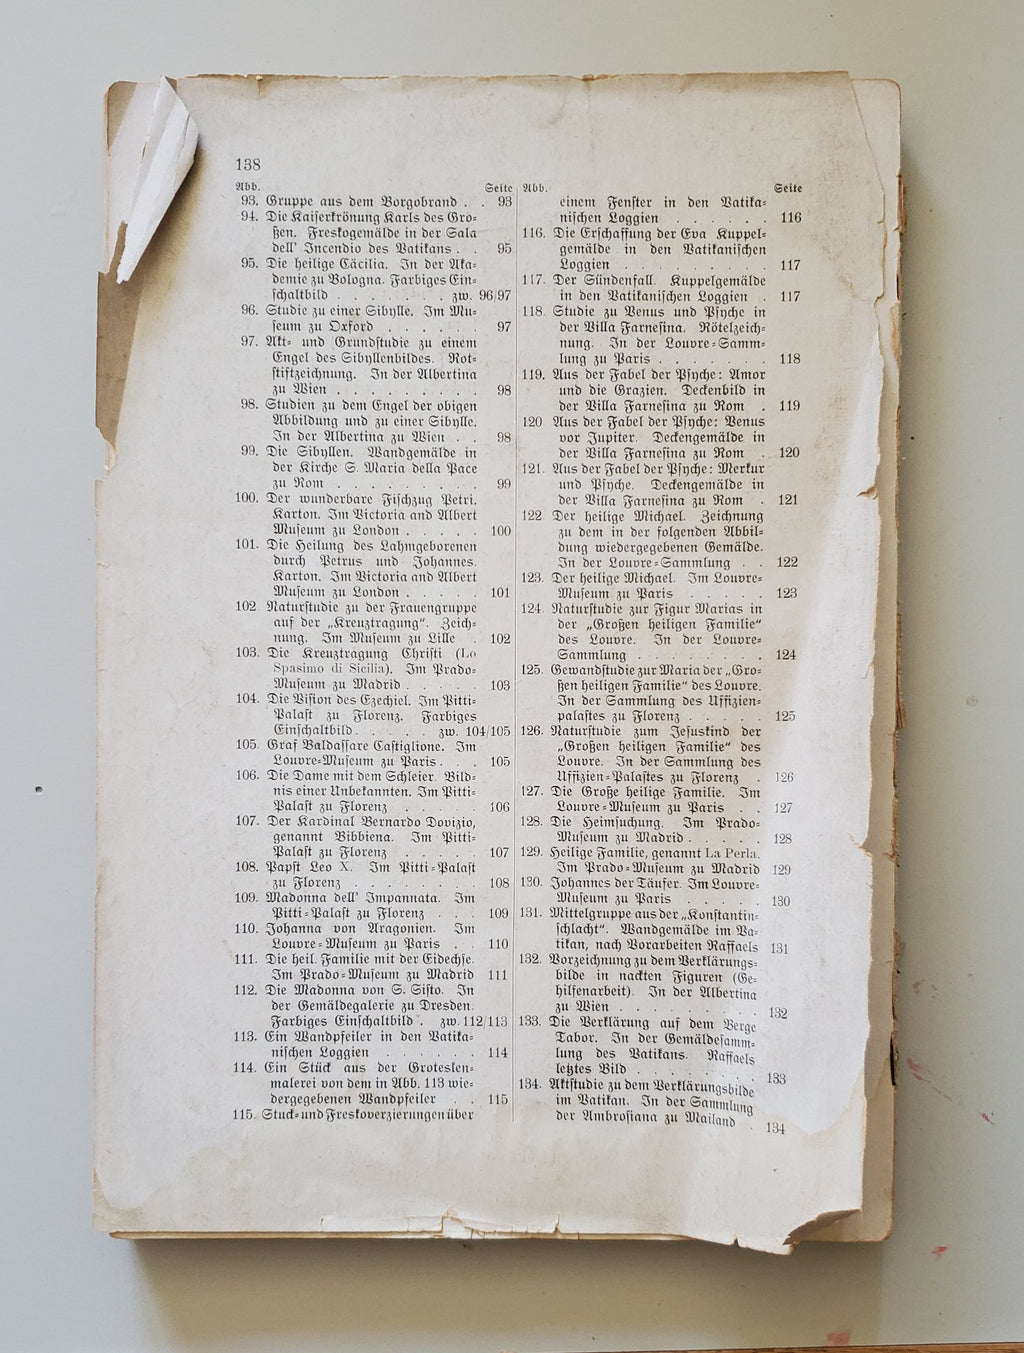 138
Abb. Seite
93. Gruppe aus dem Borgobrand . . 93
94. Die Kaiserkrönung Karls des Gro-
ßen. Freskogemälde in der Sala
dell' Incendio des Vatikans . . 95
95. Die heilige Cäcilia. In der Aka-
demie zu Bologna. Farbiges Ein-
schaltbild . . . . . . . zw. 96/97
96. Studie zu einer Sibylle. Im Mu-
seum zu Oxford . . . . . . 97
97. Akt- und Grundstudie zu einem
Engel des Sibyllenbildes. Rot-
stiftzeichnung. In der Albertina
zu Wien . . . . . . . . . 98
98. Studien zu dem Engel der obigen
Abbildung und zu einer Sibylle.
In der Albertina zu Wien . . 98
99. Die Sibyllen. Wandgemälde in
der Kirche S. Maria della Pace
zu Rom . . . . . . . . . 99
100. Der wunderbare Fischzug Petri.
Karton. Im Victoria and Albert
Museum zu London . . . . . 100
101. Die Heilung des Lahmgeborenen
durch Petrus und Johannes.
Karton. Im Victoria and Albert
Museum zu London . . . . . 101
102. Naturstudie zu der Frauengruppe
auf der „Kreuztragung“. Zeich-
nung. Im Museum zu Lille . 102
103. Die Kreuztragung Christi (Lo
Spasimo di Sicilia). Im Prado-
Museum zu Madrid . . . . . 103
104. Die Vision des Ezechiel. Im Pitti-
Palast zu Florenz. Farbiges
Einschaltbild . . . . . zw. 104/105
105. Graf Baldassare Castiglione. Im
Louvre-Museum zu Paris . . . 105
106. Die Dame mit dem Schleier. Bild-
nis einer Unbekannten. Im Pitti-
Palast zu Florenz . . . . . 106
107. Der Kardinal Bernardo Dovizio,
genannt Bibbiena. Im Pitti-
Palast zu Florenz . . . . . 107
108. Papst Leo X. Im Pitti-Palast
zu Florenz . . . . . . . . 108
109. Madonna dell' Impannata. Im
Pitti-Palast zu Florenz . . . 109
110. Johanna von Aragonien. Im
Louvre-Museum zu Paris . . 110
111. Die heil. Familie mit der Eidechse.
Im Prado-Museum zu Madrid 111
112. Die Madonna von S. Sisto. In
der Gemäldegalerie zu Dresden.
Farbiges Einschaltbild . zw. 112/113
113. Ein Wandpfeiler in den Vatika-
nischen Loggien . . . . . . 114
114. Ein Stück aus der Grotesken-
malerei von dem in Abb. 113 wie-
dergegebenen Wandpfeiler . . 115
115. Stuck- und Freskoverzierungen über
Abb. Seite
einem Fenster in den Vatika-
nischen Loggien . . . . . . 116
116. Die Erschaffung der Eva Kuppel-
gemälde in den Vatikanischen
Loggien . . . . . . . . . 117
117. Der Sündenfall. Kuppelgemälde
in den Vatikanischen Loggien . 117
118. Studie zu Venus und Psyche in
der Villa Farnesina. Rötelzeich-
nung. In der Louvre-Samm-
lung zu Paris . . . . . . . 118
119. Aus der Fabel der Psyche: Amor
und die Grazien. Deckenbild in
der Villa Farnesina zu Rom . 119
120 Aus der Fabel der Psyche: Venus
vor Jupiter. Deckengemälde in
der Villa Farnesina zu Rom . 120
121. Aus der Fabel der Psyche: Merkur
und Psyche. Deckengemälde in
der Villa Farnesina zu Rom . 121
122 Der heilige Michael. Zeichnung
zu dem in der folgenden Abbil-
dung wiedergegebenen Gemälde.
In der Louvre-Sammlung . . 122
123. Der heilige Michael. Im Louvre-
Museum zu Paris . . . . . 123
124. Naturstudie zur Figur Marias in
der „Großen heiligen Familie“
des Louvre. In der Louvre-
Sammlung . . . . . . . . 124
125. Gewandstudie zur Maria der „Gro-
ßen heiligen Familie“ des Louvre.
In der Sammlung des Uffizien-
palastes zu Florenz . . . . . 125
126. Naturstudie zum Jesuskind der
„Großen heiligen Familie“ des
Louvre. In der Sammlung des
Uffizien-Palastes zu Florenz . 126
127. Die Große heilige Familie. Im
Louvre-Museum zu Paris . . 127
128. Die Heimsuchung. Im Prado-
Museum zu Madrid . . . . . 128
129. Heilige Familie, genannt La Perla.
Im Prado-Museum zu Madrid 129
130. Johannes der Täufer. Im Louvre-
Museum zu Paris . . . . . 130
131. Mittelgruppe aus der „Konstantin-
schlacht“. Wandgemälde im Va-
tikan, nach Vorarbeiten Raffaels 131
132. Vorzeichnung zu dem Verklärungs-
bilde in nackten Figuren (Ge-
hilfenarbeit). In der Albertina
zu Wien . . . . . . . . . 132
133. Die Verklärung auf dem Berge
Tabor. In der Gemäldesamm-
lung des Vatikans. Raffaels
letztes Bild . . . . . . . . 133
134. Aktstudie zu dem Verklärungsbilde
im Vatikan. In der Sammlung
der Ambrosiana zu Mailand . 134